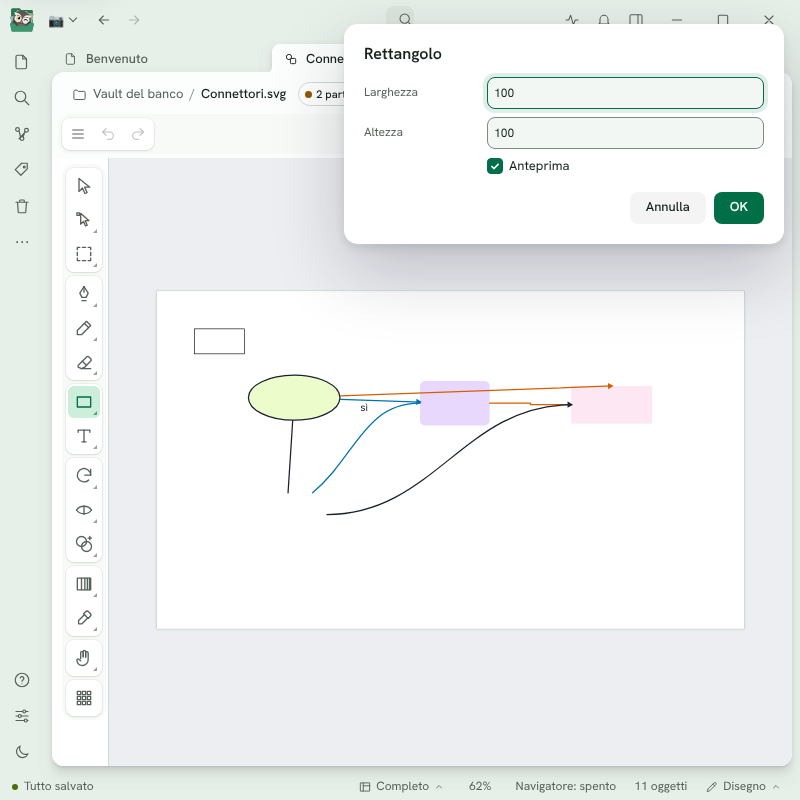 Benvenuto
Conne
Vault del banco / Connettori.svg
2 part
Rettangolo
Larghezza
100
Altezza
100
Anteprima
Annulla
OK
sì
Tutto salvato
Completo
62%
Navigatore: spento
11 oggetti
Disegno